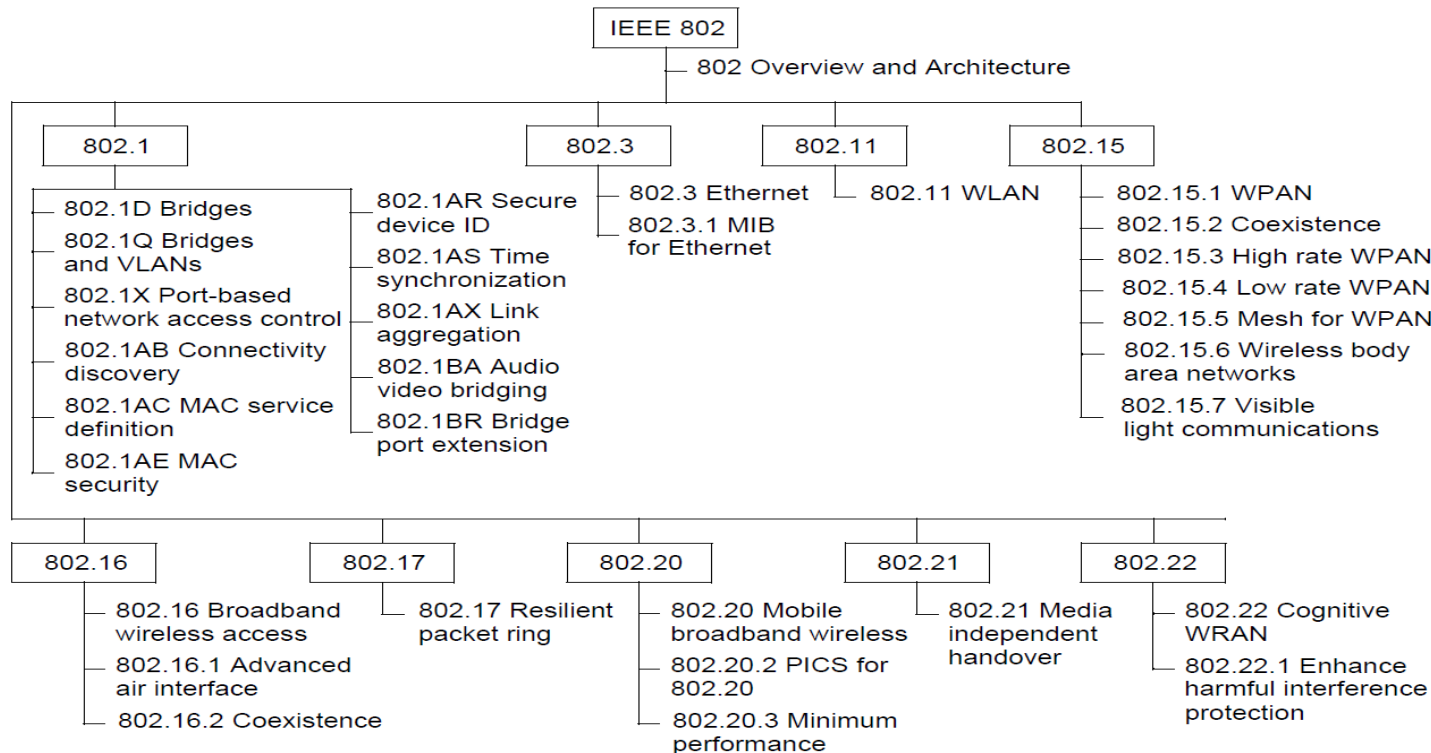 IEEE 802
802 Overview and Architecture
802.1
802.1D Bridges
802.1Q Bridges
and VLANs
802.1X Port-based
network access control
802.1AB Connectivity
discovery
802.1AC MAC service
definition
802.1AE MAC
security
802.1AR Secure
device ID
802.1AS Time
synchronization
802.1AX Link
aggregation
802.1BA Audio
video bridging
802.1BR Bridge
port extension
802.3
802.3 Ethernet
802.3.1 MIB
for Ethernet
802.11
802.11 WLAN
802.15
802.15.1 WPAN
802.15.2 Coexistence
802.15.3 High rate WPAN
802.15.4 Low rate WPAN
802.15.5 Mesh for WPAN
802.15.6 Wireless body
area networks
802.15.7 Visible
light communications
802.16
802.16 Broadband
wireless access
802.16.1 Advanced
air interface
802.16.2 Coexistence
802.17
802.17 Resilient
packet ring
802.20
802.20 Mobile
broadband wireless
802.20.2 PICS for
802.20
802.20.3 Minimum
performance
802.21
802.21 Media
independent
handover
802.22
802.22 Cognitive
WRAN
802.22.1 Enhance
harmful interference
protection